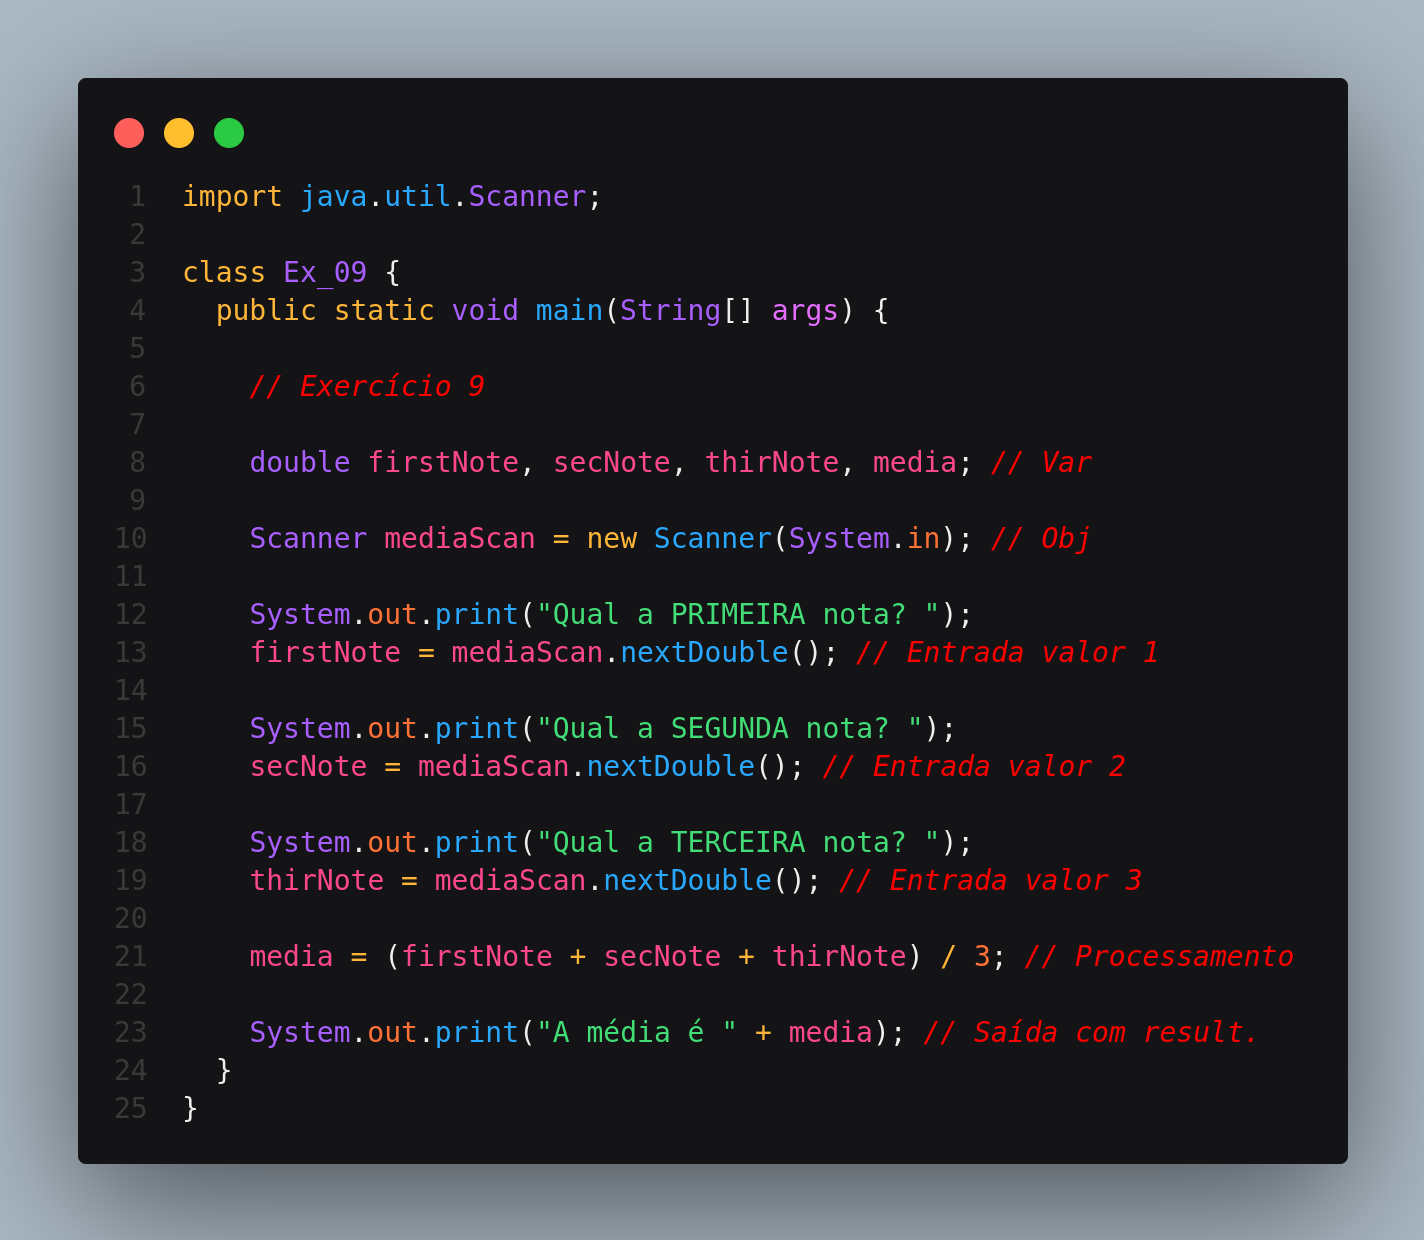 1 import java.util.Scanner;
2
3 class Ex_09 {
4   public static void main(String[] args) {
5
6     // Exercício 9
7
8     double firstNote, secNote, thirNote, media; // Var
9
10     Scanner mediaScan = new Scanner(System.in); // Obj
11
12     System.out.print("Qual a PRIMEIRA nota? ");
13     firstNote = mediaScan.nextDouble(); // Entrada valor 1
14
15     System.out.print("Qual a SEGUNDA nota? ");
16     secNote = mediaScan.nextDouble(); // Entrada valor 2
17
18     System.out.print("Qual a TERCEIRA nota? ");
19     thirNote = mediaScan.nextDouble(); // Entrada valor 3
20
21     media = (firstNote + secNote + thirNote) / 3; // Processamento
22
23     System.out.print("A média é " + media); // Saída com result.
24   }
25 }